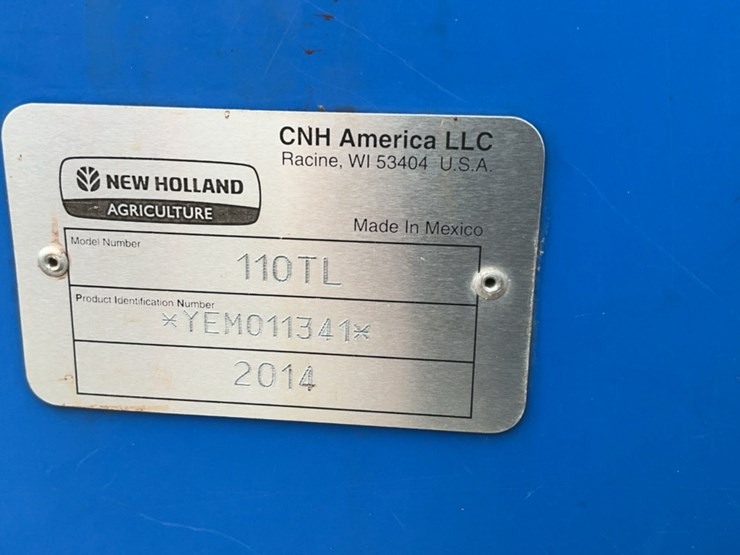 CNH America LLC
Racine, WI 53404 U.S.A.
NEW HOLLAND
AGRICULTURE
Made In Mexico
Model Number
110TL
Product Identification Number
*YEM011341*
2014